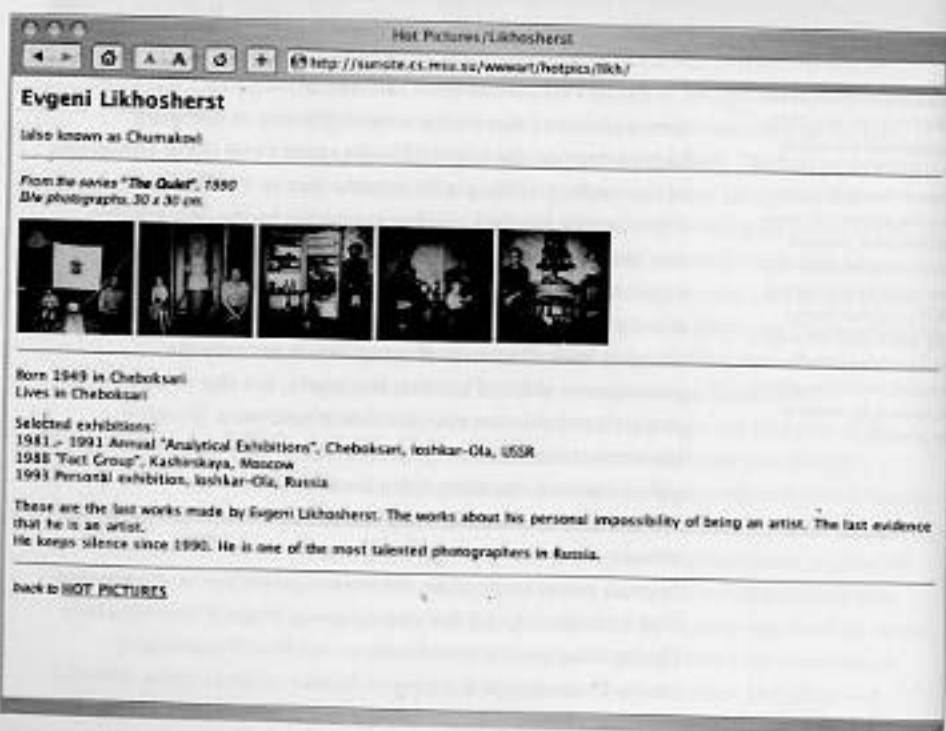 Hot Pictures/Likhosherst
A A +
http://sunsite.cs.msu.su/wwwart/hotpics/likh/
Evgeni Likhosherst
(also known as Chumakov)
From the series "The Quiet", 1990
B/w photographs, 30 x 30 cm.
Born 1949 in Cheboksari
Lives in Cheboksari
Selected exhibitions:
1981 - 1991 Annual "Analytical Exhibitions", Cheboksari, Ioshkar-Ola, USSR
1988 "Fact Group", Kashirskaya, Moscow
1993 Personal exhibition, Ioshkar-Ola, Russia
These are the last works made by Evgeni Likhosherst. The works about his personal impossibility of being an artist. The last evidence
that he is an artist.
He keeps silence since 1990. He is one of the most talented photographers in Russia.
back to HOT PICTURES